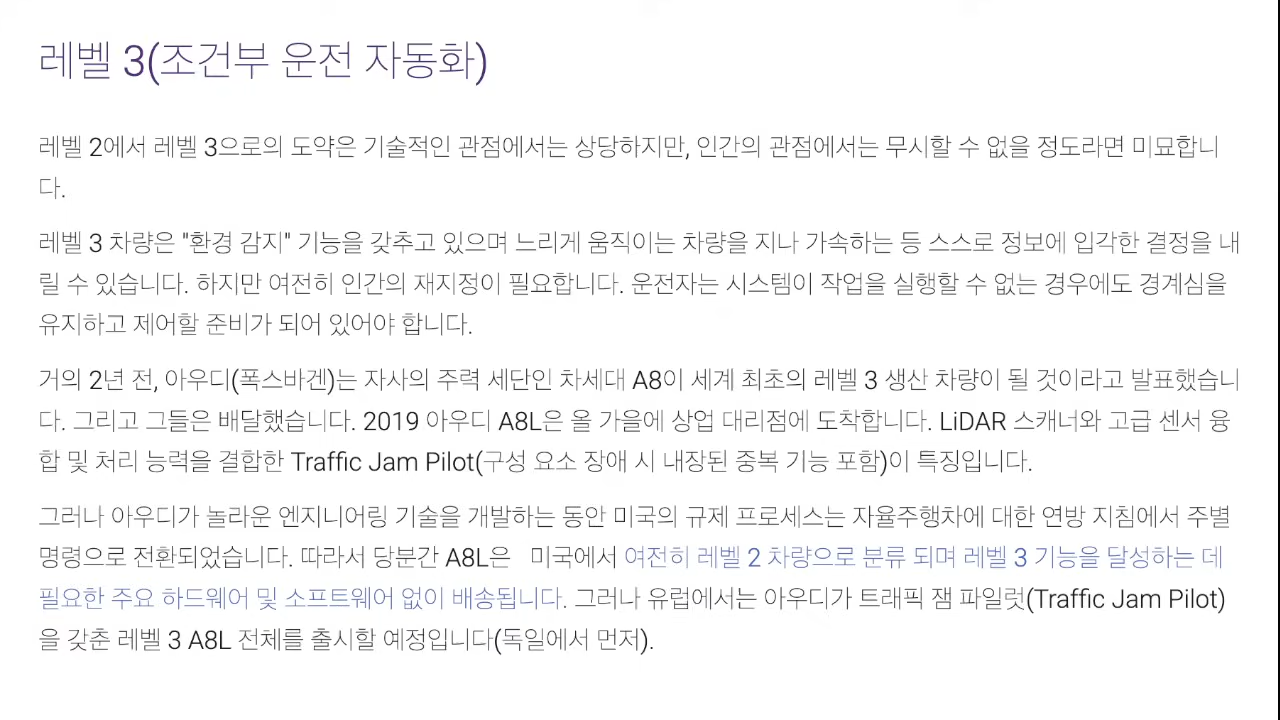 레벨 3(조건부 운전 자동화)
레벨 2에서 레벨 3으로의 도약은 기술적인 관점에서는 상당하지만, 인간의 관점에서는 무시할 수 없을 정도라면 미묘합니
다.
레벨 3 차량은 "환경 감지" 기능을 갖추고 있으며 느리게 움직이는 차량을 지나 가속하는 등 스스로 정보에 입각한 결정을 내
릴 수 있습니다. 하지만 여전히 인간의 재지정이 필요합니다. 운전자는 시스템이 작업을 실행할 수 없는 경우에도 경계심을
유지하고 제어할 준비가 되어 있어야 합니다.
거의 2년 전, 아우디(폭스바겐)는 자사의 주력 세단인 차세대 A8이 세계 최초의 레벨 3 생산 차량이 될 것이라고 발표했습니
다. 그리고 그들은 배달했습니다. 2019 아우디 A8L은 올 가을에 상업 대리점에 도착합니다. LiDAR 스캐너와 고급 센서 융
합 및 처리 능력을 결합한 Traffic Jam Pilot(구성 요소 장애 시 내장된 중복 기능 포함)이 특징입니다.
그러나 아우디가 놀라운 엔지니어링 기술을 개발하는 동안 미국의 규제 프로세스는 자율주행차에 대한 연방 지침에서 주별
명령으로 전환되었습니다. 따라서 당분간 A8L은 미국에서 여전히 레벨 2 차량으로 분류 되며 레벨 3 기능을 달성하는 데
필요한 주요 하드웨어 및 소프트웨어 없이 배송됩니다. 그러나 유럽에서는 아우디가 트래픽 잼 파일럿(Traffic Jam Pilot)
을 갖춘 레벨 3 A8L 전체를 출시할 예정입니다(독일에서 먼저).